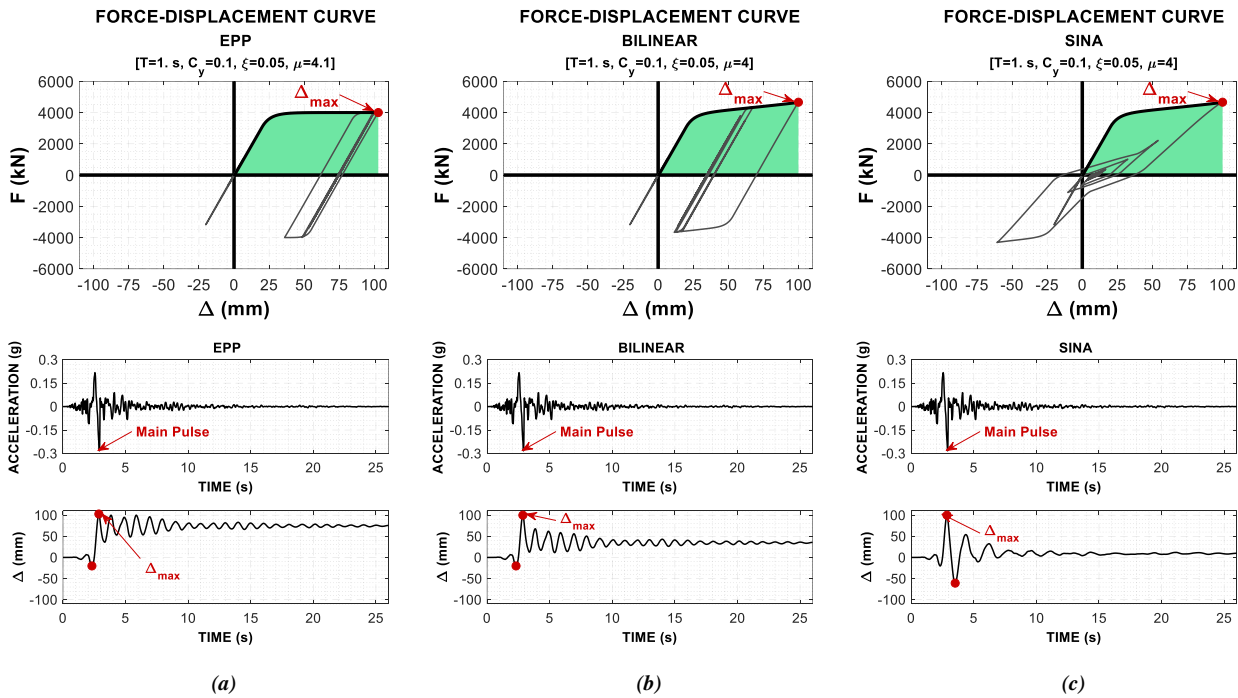 FORCE-DISPLACEMENT CURVE
EPP
[T=1. s, C_y=0.1, ξ=0.05, μ=4.1]
6000
4000
2000
0
-2000
-4000
-6000
F (kN)
Δmax
-100 -75 -50 -25 0 25 50 75 100
Δ (mm)
EPP
ACCELERATION (g)
0.3
0.15
0
-0.15
-0.3
Main Pulse
0 5 10 15 20 25
TIME (s)
Δ (mm)
100
50
0
-50
-100
Δmax
0 5 10 15 20 25
TIME (s)
(a)
FORCE-DISPLACEMENT CURVE
BILINEAR
[T=1. s, C_y=0.1, ξ=0.05, μ=4]
6000
4000
2000
0
-2000
-4000
-6000
F (kN)
Δmax
-100 -75 -50 -25 0 25 50 75 100
Δ (mm)
BILINEAR
ACCELERATION (g)
0.3
0.15
0
-0.15
-0.3
Main Pulse
0 5 10 15 20 25
TIME (s)
Δ (mm)
100
50
0
-50
-100
Δmax
0 5 10 15 20 25
TIME (s)
(b)
FORCE-DISPLACEMENT CURVE
SINA
[T=1. s, C_y=0.1, ξ=0.05, μ=4]
6000
4000
2000
0
-2000
-4000
-6000
F (kN)
Δmax
-100 -75 -50 -25 0 25 50 75 100
Δ (mm)
SINA
ACCELERATION (g)
0.3
0.15
0
-0.15
-0.3
Main Pulse
0 5 10 15 20 25
TIME (s)
Δ (mm)
100
50
0
-50
-100
Δmax
0 5 10 15 20 25
TIME (s)
(c)